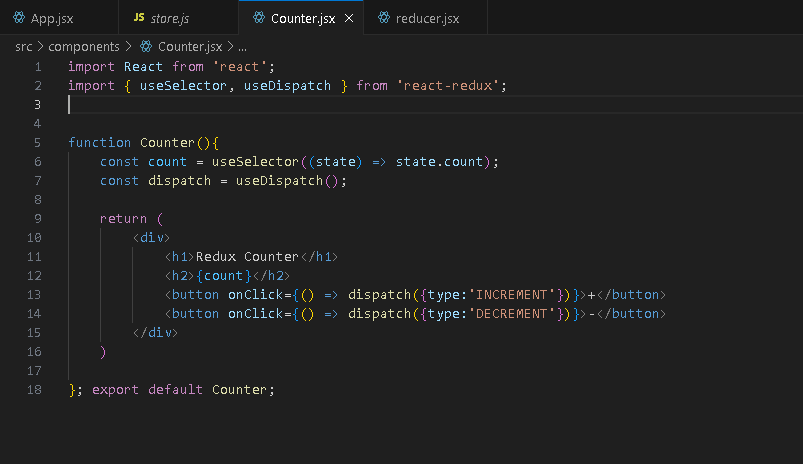 App.jsx JS store.js Counter.jsx × reducer.jsx
src > components > Counter.jsx > ...
1 import React from 'react';
2 import { useSelector, useDispatch } from 'react-redux';
3
4
5 function Counter(){
6 const count = useSelector((state) => state.count);
7 const dispatch = useDispatch();
8
9 return (
10 <div>
11 <h1>Redux Counter</h1>
12 <h2>{count}</h2>
13 <button onClick={() => dispatch({type:'INCREMENT'})}>+</button>
14 <button onClick={() => dispatch({type:'DECREMENT'})}>-</button>
15 </div>
16 )
17
18 }; export default Counter;